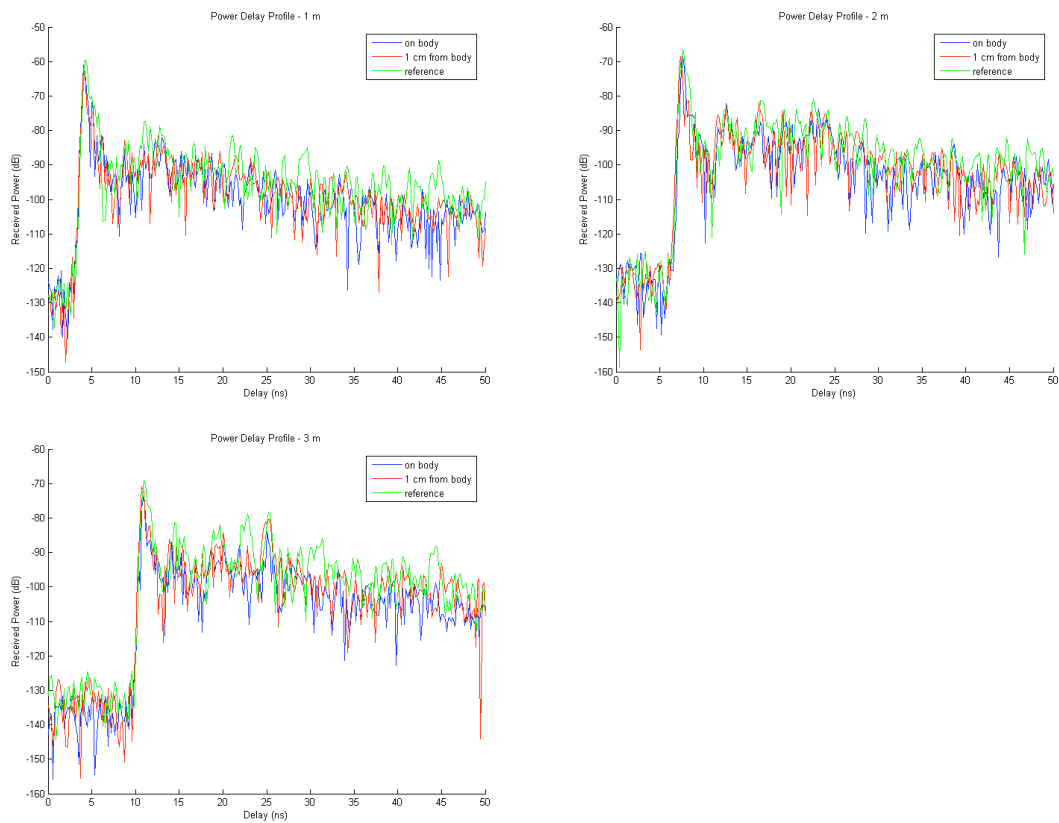 Power Delay Profile - 1 m
-50
-60
-70
-80
-90
-100
-110
-120
-130
-140
-150
Received Power (dB)
on body
1 cm from body
reference
0 5 10 15 20 25 30 35 40 45 50
Delay (ns)
Power Delay Profile - 2 m
-60
-70
-80
-90
-100
-110
-120
-130
-140
-150
-160
Received Power (dB)
on body
1 cm from body
reference
0 5 10 15 20 25 30 35 40 45 50
Delay (ns)
Power Delay Profile - 3 m
-60
-70
-80
-90
-100
-110
-120
-130
-140
-150
-160
Received Power (dB)
on body
1 cm from body
reference
0 5 10 15 20 25 30 35 40 45 50
Delay (ns)